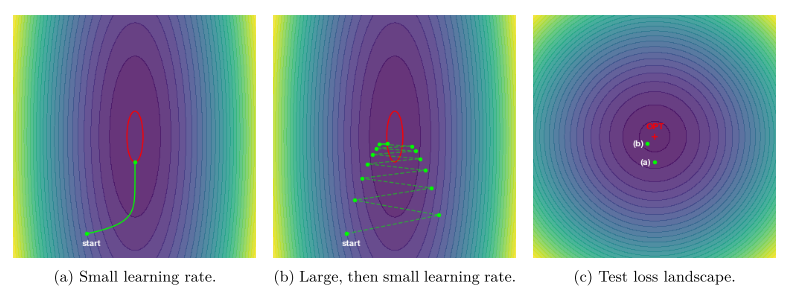 start
start
(b)
(a)
(a) Small learning rate.
(b) Large, then small learning rate.
(c) Test loss landscape.